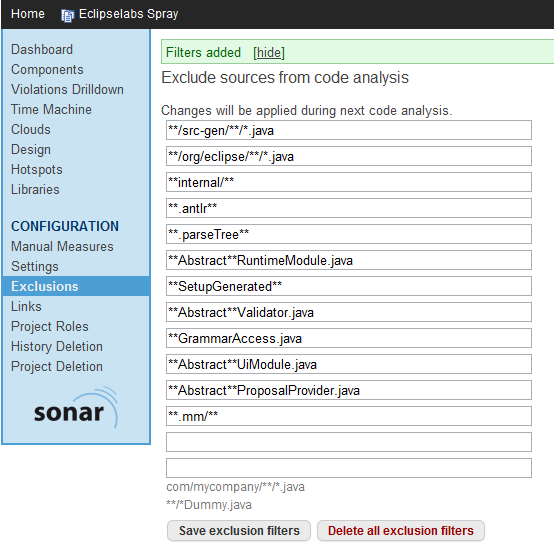 Home Eclipselabs Spray
Dashboard
Components
Violations Drilldown
Time Machine
Clouds
Design
Hotspots
Libraries
CONFIGURATION
Manual Measures
Settings
Exclusions
Links
Project Roles
History Deletion
Project Deletion
sonar
Filters added [hide]
Exclude sources from code analysis
Changes will be applied during next code analysis.
**/src-gen/**/*.java
**/org/eclipse/**/*.java
**internal/**
**.antlr**
**.parseTree**
**Abstract**RuntimeModule.java
**SetupGenerated**
**Abstract**Validator.java
**GrammarAccess.java
**Abstract**UiModule.java
**Abstract**ProposalProvider.java
**.mm/**
com/mycompany/**/*.java
**/*Dummy.java
Save exclusion filters Delete all exclusion filters